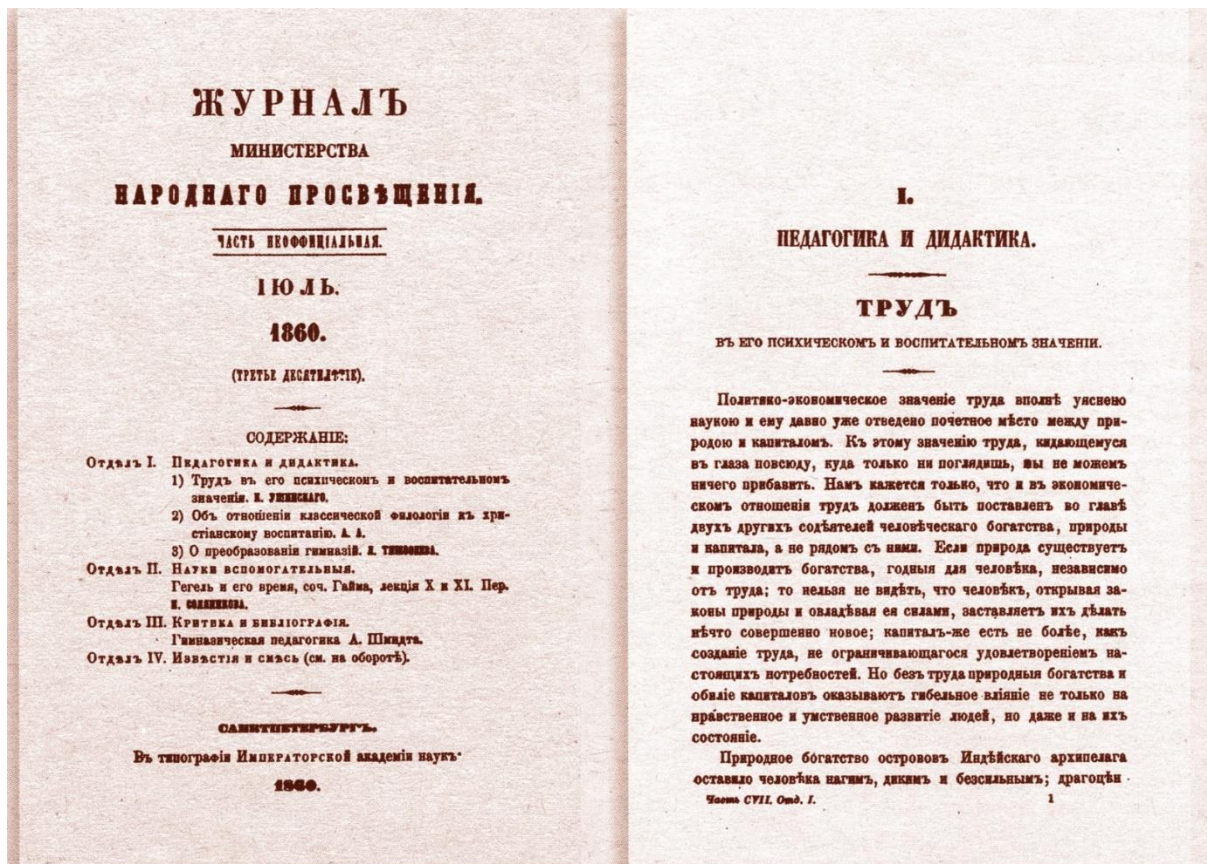 ЖУРНАЛЪ
МИНИСТЕРСТВА
НАРОДНАГО ПРОСВѢЩЕНІЯ.
ЧАСТЬ НЕОФФИЦІАЛЬНАЯ.
ІЮЛЬ.
1860.
(ТРЕТЬЕ ДЕСЯТИЛѢТІЕ).
СОДЕРЖАНІЕ:
Отдѣлъ I. Педагогика и дидактика.
1) Трудъ въ его психическомъ и воспитательномъ
значеніи. К. УШИНСКАГО.
2) Объ отношеніи классической филологіи къ хри-
стіанскому воспитанію. А. А.
3) О преобразованіи гимназій. Л. ТИМОФЕЕВА.
Отдѣлъ II. Науки вспомогательныя.
Гегель и его время, соч. Гайма, лекція X и XI. Пер.
СОЛЯНИКОВА.
Отдѣлъ III. Критика и библіографія.
Гимназическая педагогика А. Шмидта.
Отдѣлъ IV. Извѣстія и смѣсь (см. на оборотѣ).
САНКТПЕТЕРБУРГЪ.
Въ типографіи Императорской академіи наукъ
1860.
I.
ПЕДАГОГИКА И ДИДАКТИКА.
ТРУДЪ
ВЪ ЕГО ПСИХИЧЕСКОМЪ И ВОСПИТАТЕЛЬНОМЪ ЗНАЧЕНІИ.
Политико-экономическое значеніе труда вполнѣ уяснено
наукою и ему давно уже отведено почетное мѣсто между при-
родою и капиталомъ. Къ этому значенію труда, кидающемуся
въ глаза повсюду, куда только ни поглядишь, мы не можемъ
ничего прибавить. Намъ кажется только, что и въ экономиче-
скомъ отношеніи трудъ долженъ быть поставленъ во главѣ
двухъ другихъ содѣятелей человѣческаго богатства, природы
и капитала, а не рядомъ съ ними. Если природа существуетъ
и производитъ богатства, годныя для человѣка, независимо
отъ труда; то нельзя не видѣть, что человѣкъ, открывая за-
коны природы и овладѣвая ея силами, заставляетъ ихъ дѣлать
нѣчто совершенно новое; капиталъ-же есть не болѣе, какъ
созданіе труда, не ограничивающагося удовлетвореніемъ на-
стоящихъ потребностей. Но безъ труда природныя богатства и
обиліе капиталовъ оказываютъ гибельное вліяніе не только на
нравственное и умственное развитіе людей, но даже и на ихъ
состояніе.
Природное богатство острововъ Индѣйскаго архипелага
оставило человѣка нагимъ, дикимъ и безсильнымъ; драгоцѣн
Часть CVII. Отд. I. 1